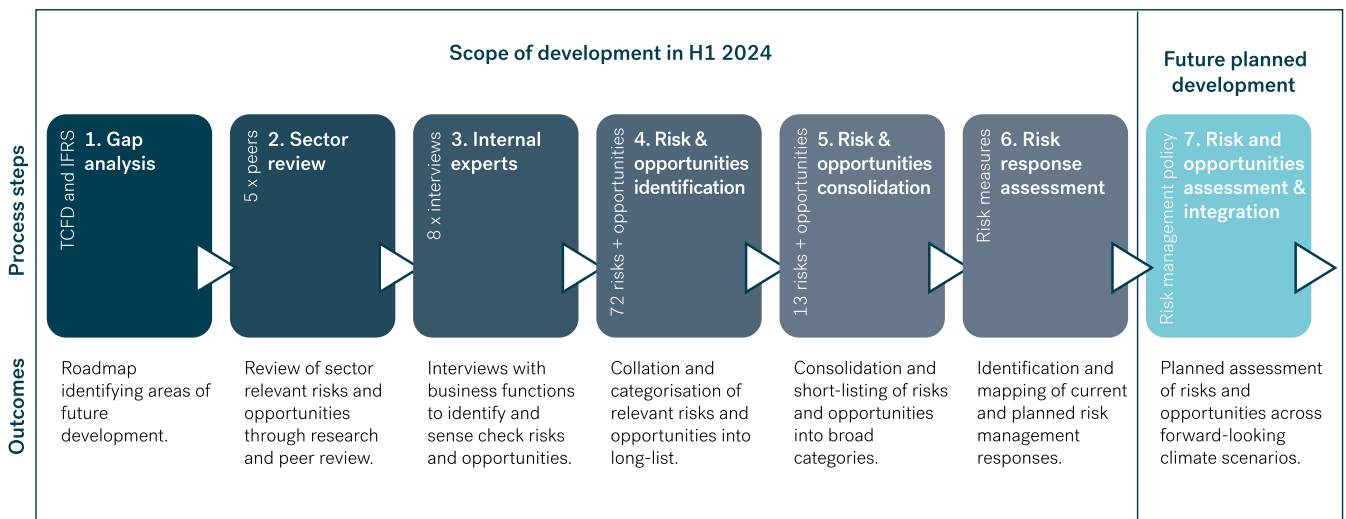 Scope of development in H1 2024
Future planned
development
Process steps
TCFD and IFRS
1. Gap
analysis
5 x peers
2. Sector
review
8 x interviews
3. Internal
experts
72 risks + opportunities
4. Risk &
opportunities
identification
13 risks + opportunities
5. Risk &
opportunities
consolidation
Risk measures
6. Risk
response
assessment
Risk management policy
7. Risk and
opportunities
assessment &
integration
Outcomes
Roadmap
identifying areas of
future
development.
Review of sector
relevant risks and
opportunities
through research
and peer review.
Interviews with
business functions
to identify and
sense check risks
and opportunities.
Collation and
categorisation of
relevant risks and
opportunities into
long-list.
Consolidation and
short-listing of risks
and opportunities
into broad
categories.
Identification and
mapping of current
and planned risk
management
responses.
Planned assessment
of risks and
opportunities across
forward-looking
climate scenarios.